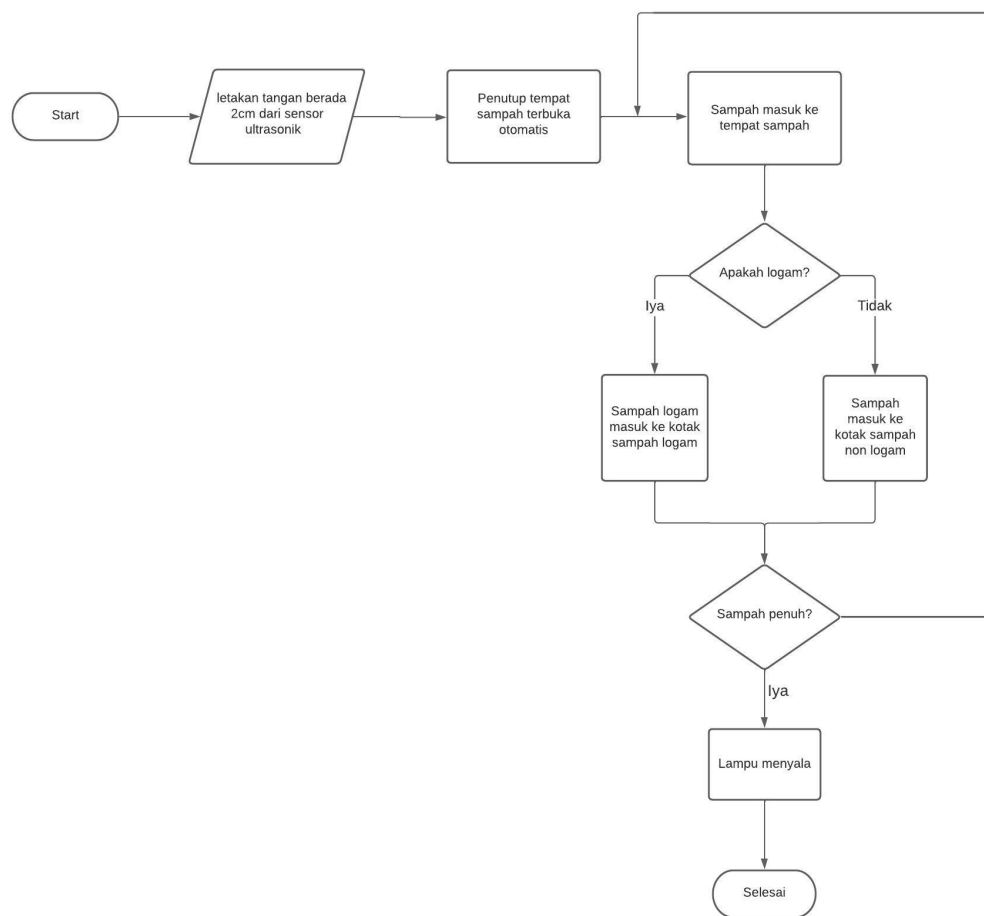 Start
letakan tangan berada
2cm dari sensor
ultrasonik
Penutup tempat
sampah terbuka
otomatis
Sampah masuk ke
tempat sampah
Apakah logam?
Iya
Tidak
Sampah logam
masuk ke kotak
sampah logam
Sampah
masuk ke
kotak sampah
non logam
Sampah penuh?
Iya
Lampu menyala
Selesai